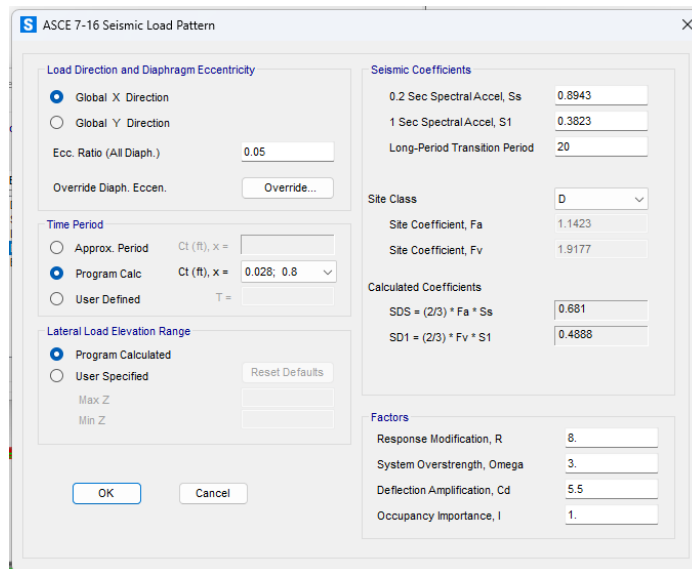 S ASCE 7-16 Seismic Load Pattern
Load Direction and Diaphragm Eccentricity
Global X Direction
Global Y Direction
Ecc. Ratio (All Diaph.) 0.05
Override Diaph. Eccen. Override...
Time Period
Approx. Period Ct (ft), x =
Program Calc Ct (ft), x = 0.028; 0.8
User Defined T =
Lateral Load Elevation Range
Program Calculated
User Specified Reset Defaults
Max Z
Min Z
OK Cancel
Seismic Coefficients
0.2 Sec Spectral Accel, Ss 0.8943
1 Sec Spectral Accel, S1 0.3823
Long-Period Transition Period 20
Site Class D
Site Coefficient, Fa 1.1423
Site Coefficient, Fv 1.9177
Calculated Coefficients
SDS = (2/3) * Fa * Ss 0.681
SD1 = (2/3) * Fv * S1 0.4888
Factors
Response Modification, R 8.
System Overstrength, Omega 3.
Deflection Amplification, Cd 5.5
Occupancy Importance, I 1.